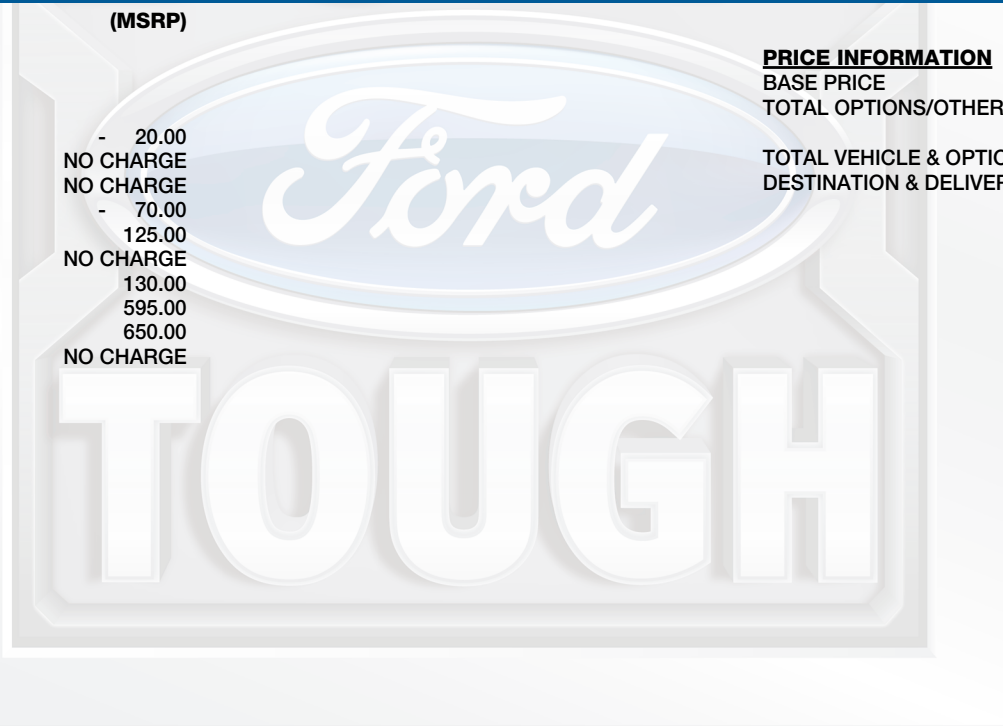 (MSRP)
- 20.00
NO CHARGE
NO CHARGE
- 70.00
125.00
NO CHARGE
130.00
595.00
650.00
NO CHARGE
PRICE INFORMATION
BASE PRICE
TOTAL OPTIONS/OTHER
TOTAL VEHICLE & OPTIO
DESTINATION & DELIVER
Ford
TOUGH